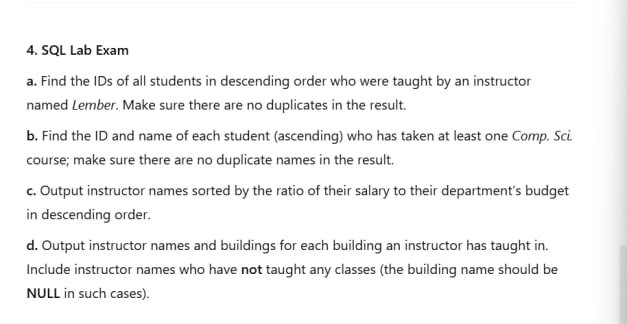 4. SQL Lab Exam
a. Find the IDs of all students in descending order who were taught by an instructor
named Lember. Make sure there are no duplicates in the result.
b. Find the ID and name of each student (ascending) who has taken at least one Comp. Sci.
course; make sure there are no duplicate names in the result.
c. Output instructor names sorted by the ratio of their salary to their department's budget
in descending order.
d. Output instructor names and buildings for each building an instructor has taught in.
Include instructor names who have not taught any classes (the building name should be
NULL in such cases).